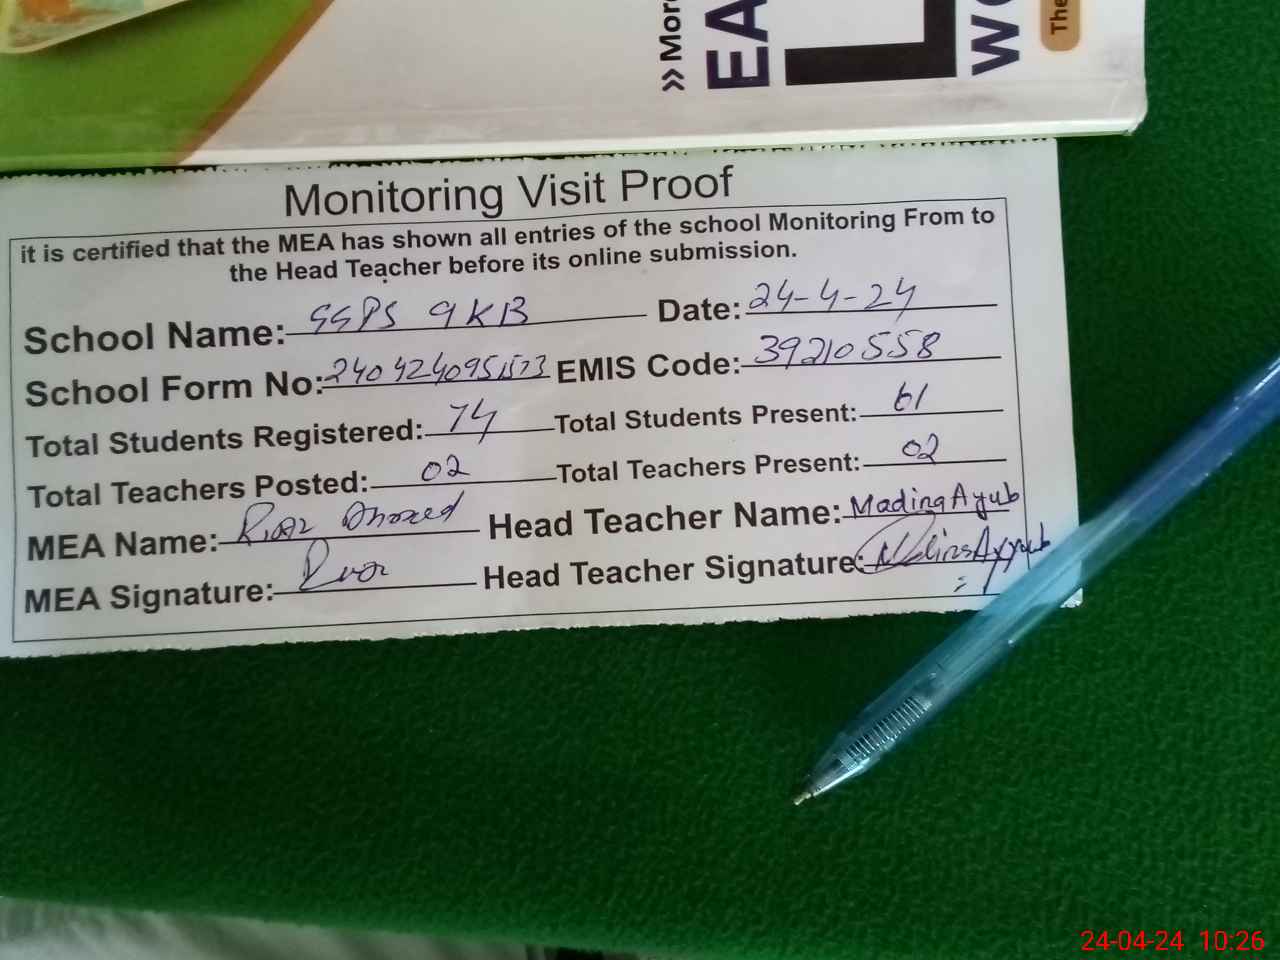 » Mor
EA
L
W
The
Monitoring Visit Proof
it is certified that the MEA has shown all entries of the school Monitoring From to
the Head Teacher before its online submission.
School Name: GGPS 9KB Date: 24-4-24
School Form No: EMIS Code: 39210558
Total Students Registered: 74 Total Students Present: 61
Total Teachers Posted: 02 Total Teachers Present: 02
MEA Name: Riaz Ahmed Head Teacher Name: Madina Ayub
MEA Signature: Riaz Head Teacher Signature: Madina Ayyub
24-04-24 10:26